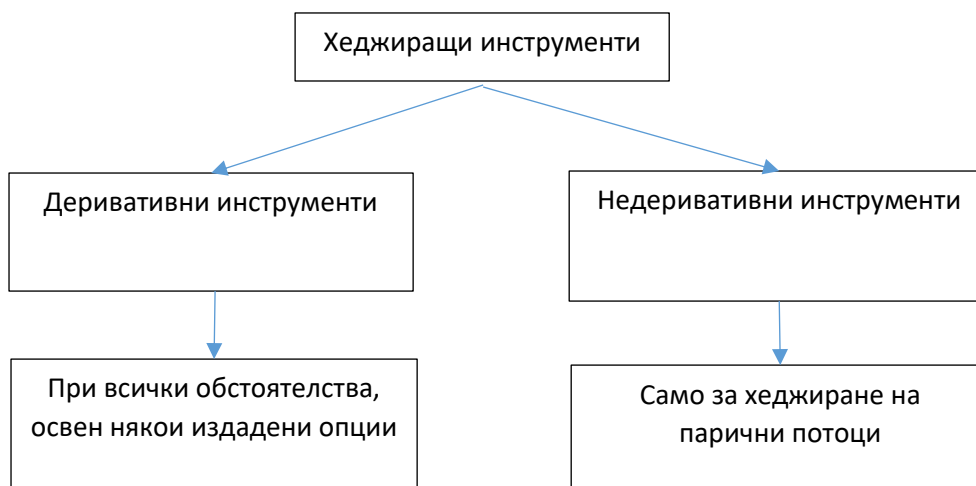 Хеджиращи инструменти
Деривативни инструменти
Недеривативни инструменти
При всички обстоятелства,
освен някои издадени опции
Само за хеджиране на
парични потоци